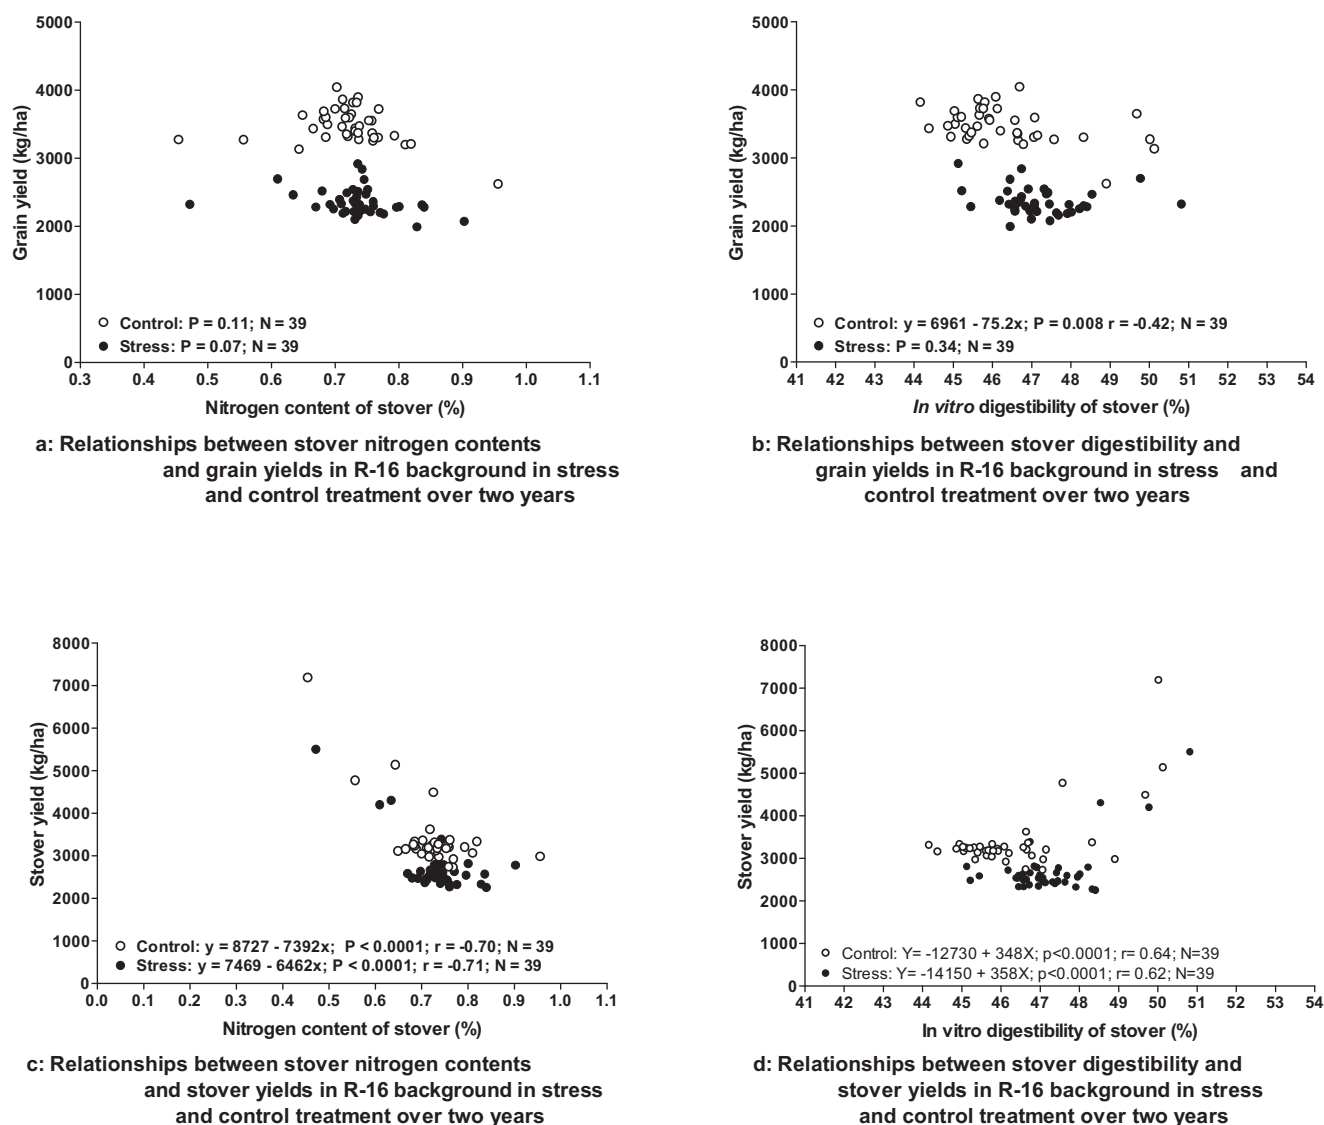 5000
4000
3000
2000
1000
0
Grain yield (kg/ha)
Control: P = 0.11; N = 39
Stress: P = 0.07; N = 39
0.3 0.4 0.5 0.6 0.7 0.8 0.9 1.0 1.1
Nitrogen content of stover (%)
a: Relationships between stover nitrogen contents
and grain yields in R-16 background in stress
and control treatment over two years
5000
4000
3000
2000
1000
0
Grain yield (kg/ha)
Control: y = 6961 - 75.2x; P = 0.008 r = -0.42; N = 39
Stress: P = 0.34; N = 39
41 42 43 44 45 46 47 48 49 50 51 52 53 54
In vitro digestibility of stover (%)
b: Relationships between stover digestibility and
grain yields in R-16 background in stress and
control treatment over two years
8000
7000
6000
5000
4000
3000
2000
1000
0
Stover yield (kg/ha)
Control: y = 8727 - 7392x; P < 0.0001; r = -0.70; N = 39
Stress: y = 7469 - 6462x; P < 0.0001; r = -0.71; N = 39
0.0 0.1 0.2 0.3 0.4 0.5 0.6 0.7 0.8 0.9 1.0 1.1
Nitrogen content of stover (%)
c: Relationships between stover nitrogen contents
and stover yields in R-16 background in stress
and control treatment over two years
8000
7000
6000
5000
4000
3000
2000
1000
0
Stover yield (kg/ha)
Control: Y= -12730 + 348X; p<0.0001; r= 0.64; N=39
Stress: Y= -14150 + 358X; p<0.0001; r= 0.62; N=39
41 42 43 44 45 46 47 48 49 50 51 52 53 54
In vitro digestibility of stover (%)
d: Relationships between stover digestibility and
stover yields in R-16 background in stress
and control treatment over two years